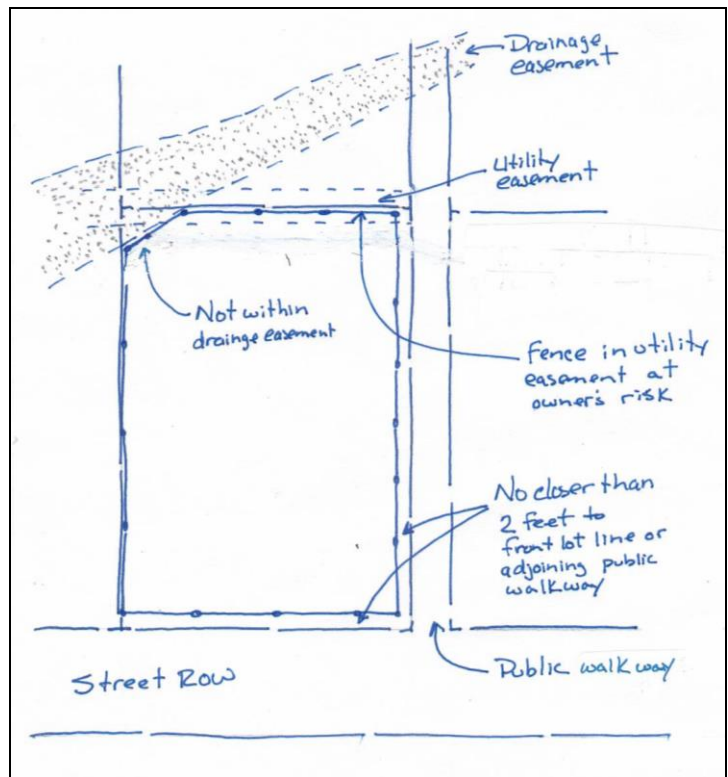 Drainage
easement
Utility
easement
Not within
drainge easement
Fence in utility
easement at
owner's risk
No closer than
2 feet to
front lot line or
adjoining public
walkway
Public walkway
Street Row